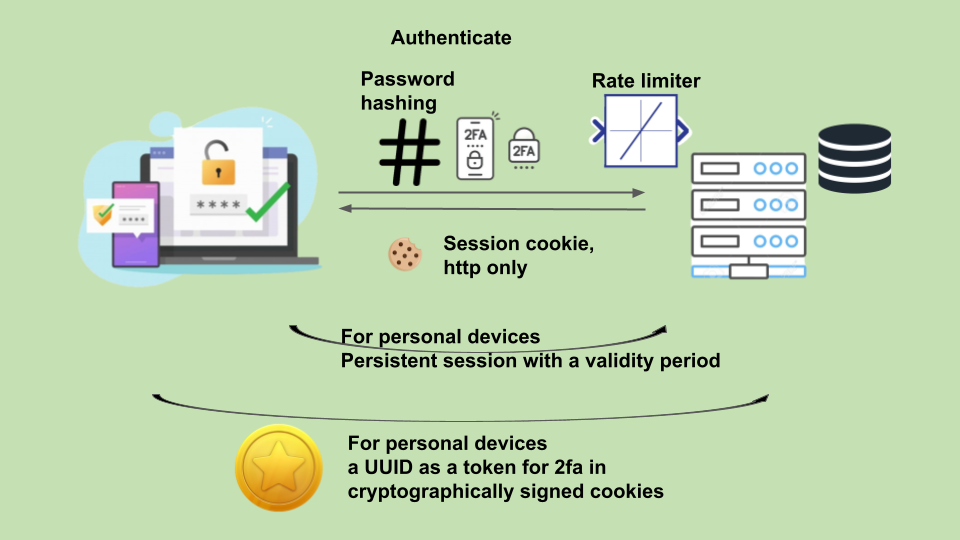 Authenticate
Password
hashing
Rate limiter
2FA
2FA
****
****
Session cookie,
http only
For personal devices
Persistent session with a validity period
For personal devices
a UUID as a token for 2fa in
cryptographically signed cookies